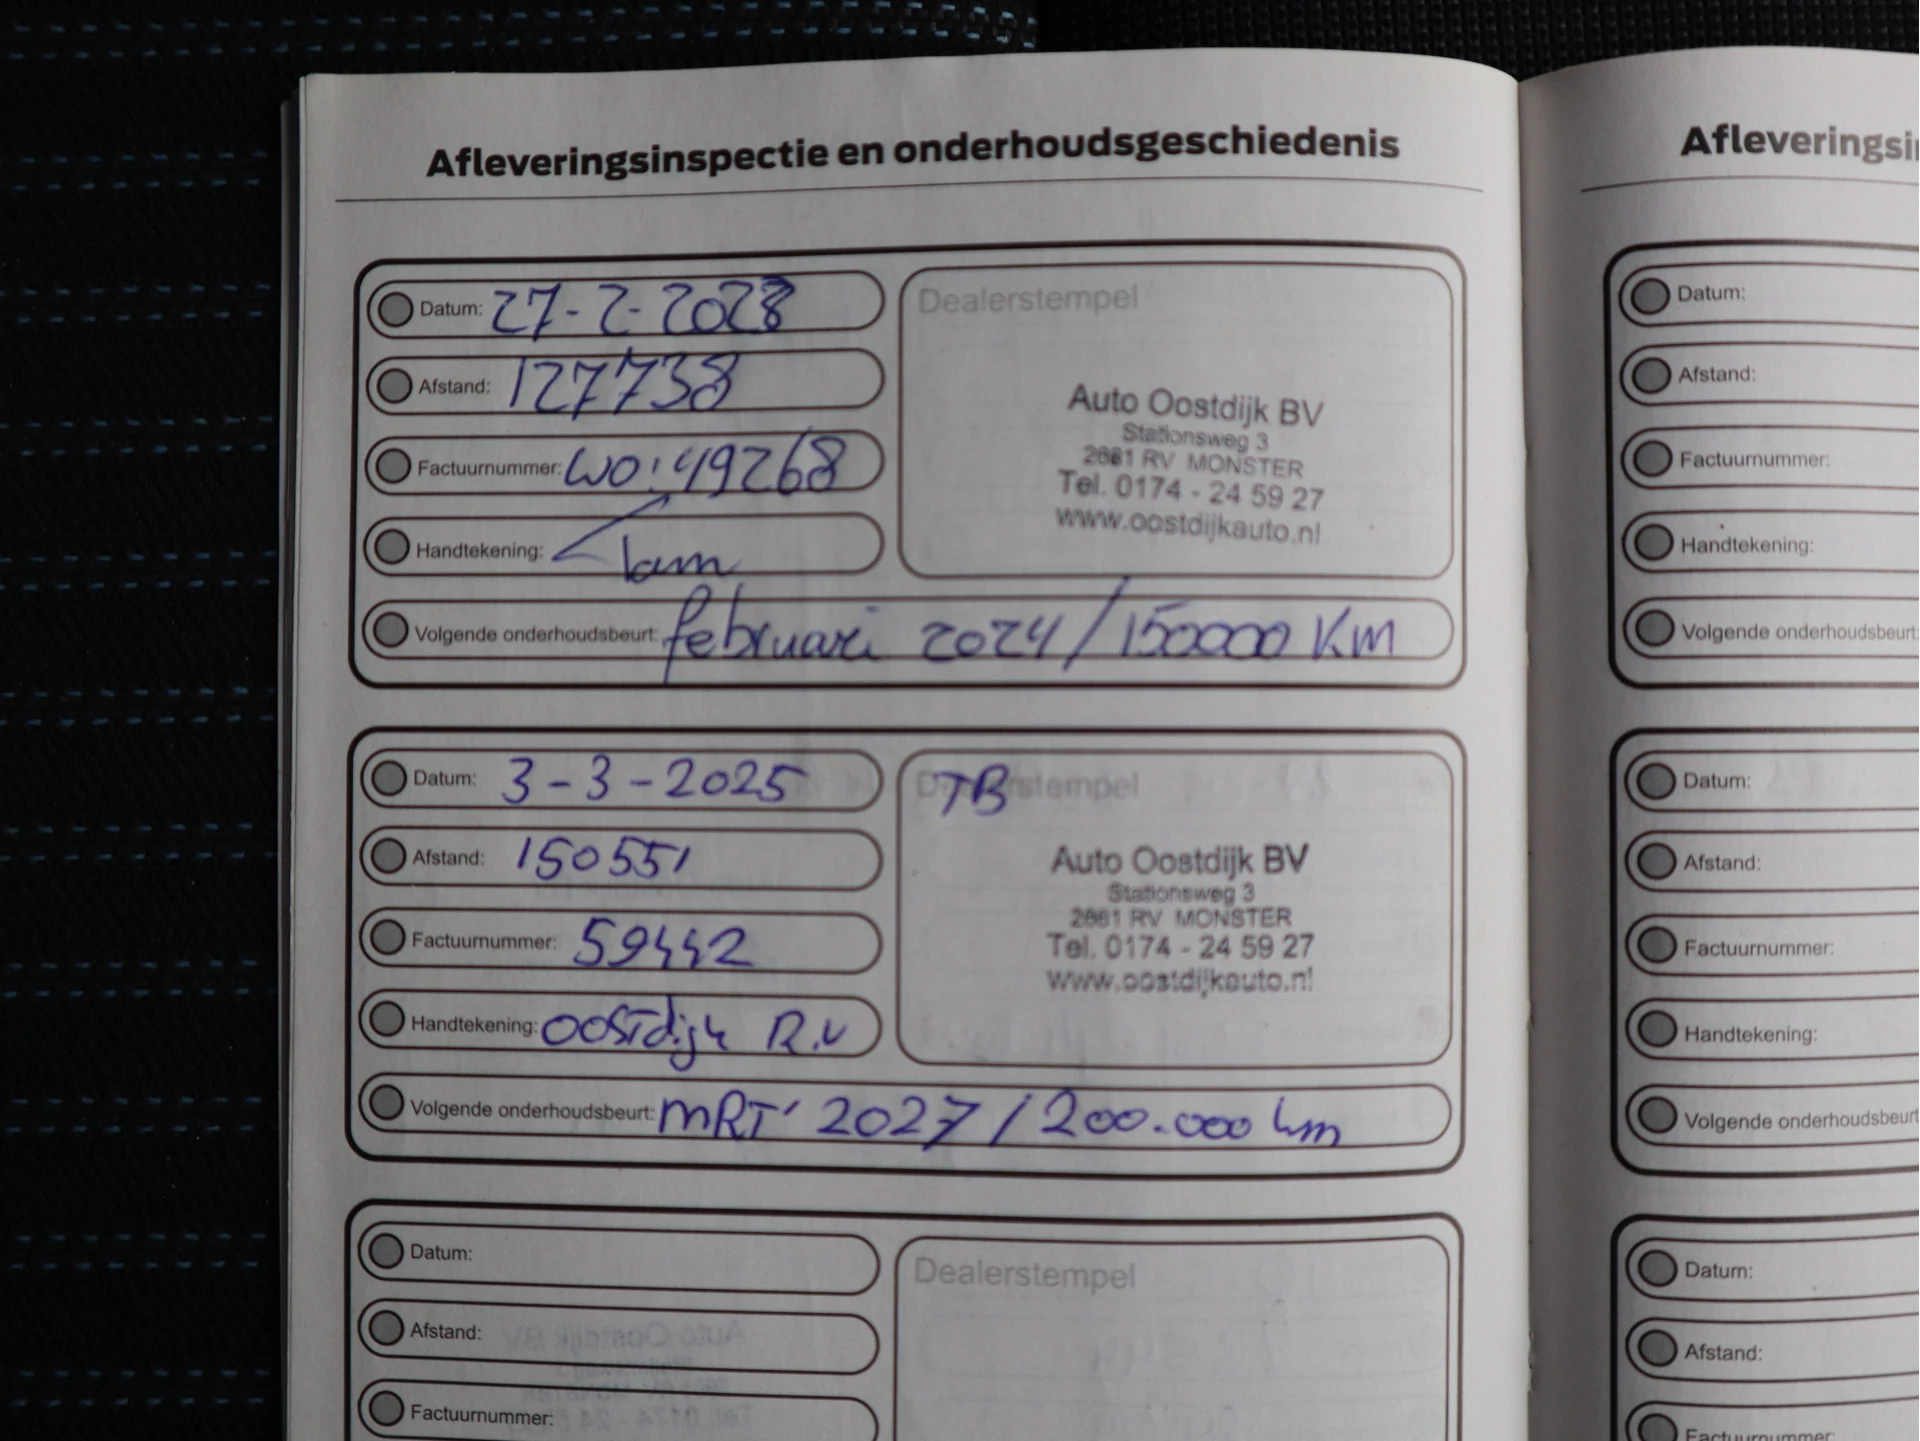 Afleveringsinspectie en onderhoudsgeschiedenis
Datum: 27-2-2023
Afstand: 127738
Factuurnummer: WO: 49268
Handtekening:
Volgende onderhoudsbeurt: februari 2024 / 150000 KM
Dealerstempel
Auto Oostdijk BV
Stationsweg 3
2681 RV MONSTER
Tel. 0174 - 24 59 27
www.oostdijkauto.nl
Datum: 3-3-2025
Afstand: 150551
Factuurnummer: 59442
Handtekening: Oostdijk R.v
Volgende onderhoudsbeurt: MRT' 2027 / 200.000 km
Dealerstempel
TB
Auto Oostdijk BV
Stationsweg 3
2681 RV MONSTER
Tel. 0174 - 24 59 27
www.oostdijkauto.nl
Datum:
Afstand:
Factuurnummer:
Dealerstempel
Afleveringsi
Datum:
Afstand:
Factuurnummer:
Handtekening:
Volgende onderhoudsbeurt:
Datum:
Afstand:
Factuurnummer:
Handtekening:
Volgende onderhoudsbeurt
Datum:
Afstand:
Factuurnummer: